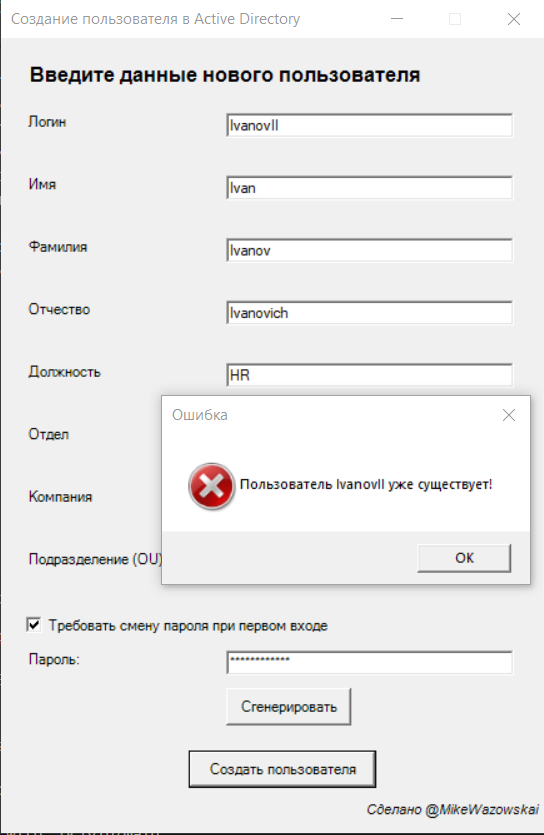 Создание пользователя в Active Directory
Введите данные нового пользователя
Логин
IvanovII
Имя
Ivan
Фамилия
Ivanov
Отчество
Ivanovich
Должность
HR
Ошибка
Отдел
Пользователь IvanovII уже существует!
Компания
Подразделение (OU)
OK
Требовать смену пароля при первом входе
Пароль:
************
Сгенерировать
Создать пользователя
Сделано @MikeWazowskai